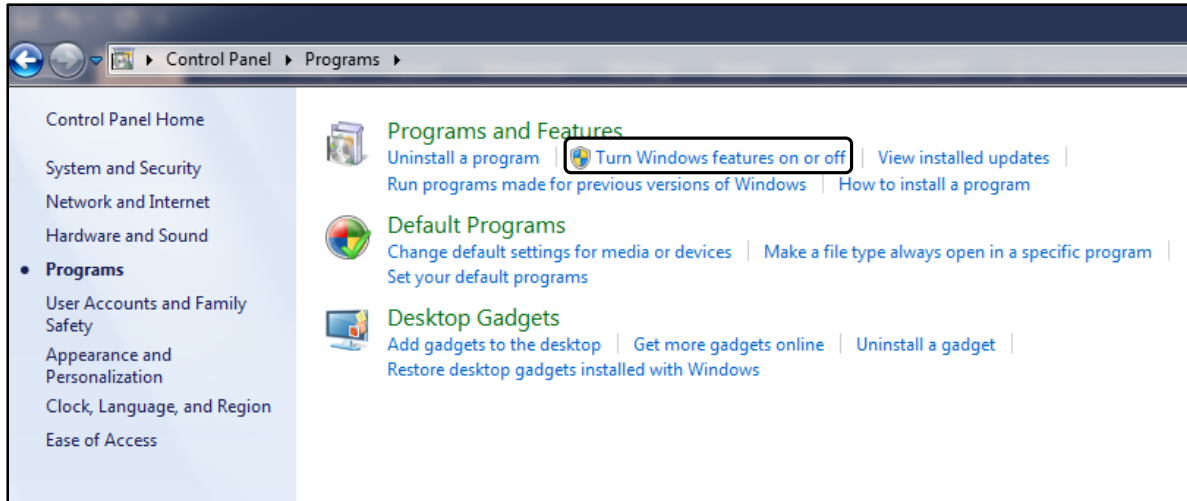 Control Panel Programs
Control Panel Home
System and Security
Network and Internet
Hardware and Sound
Programs
User Accounts and Family
Safety
Appearance and
Personalization
Clock, Language, and Region
Ease of Access
Programs and Features
Uninstall a program Turn Windows features on or off View installed updates
Run programs made for previous versions of Windows How to install a program
Default Programs
Change default settings for media or devices Make a file type always open in a specific program
Set your default programs
Desktop Gadgets
Add gadgets to the desktop Get more gadgets online Uninstall a gadget
Restore desktop gadgets installed with Windows